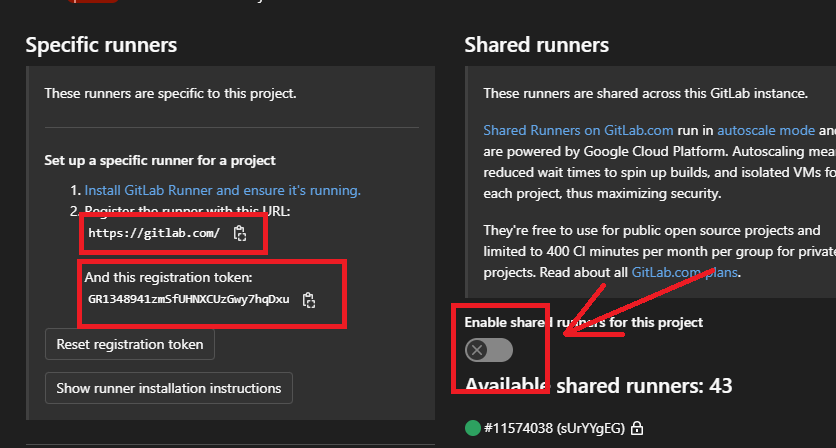 Specific runners
These runners are specific to this project.
Set up a specific runner for a project
1. Install GitLab Runner and ensure it's running.
2. Register the runner with this URL:
https://gitlab.com/
And this registration token:
GR1348941zmSfUHNXCUzGwy7hqDxu
Reset registration token
Show runner installation instructions
Shared runners
These runners are shared across this GitLab instance.
Shared Runners on GitLab.com run in autoscale mode and
are powered by Google Cloud Platform. Autoscaling
reduced wait times to spin up builds, and isolated VMs
each project, thus maximizing security.
They're free to use for public open source projects and
limited to 400 CI minutes per month per group for private
projects. Read about all GitLab.com plans.
Enable shared runners for this project
Available shared runners: 43
#11574038 (sUrYYgEG)